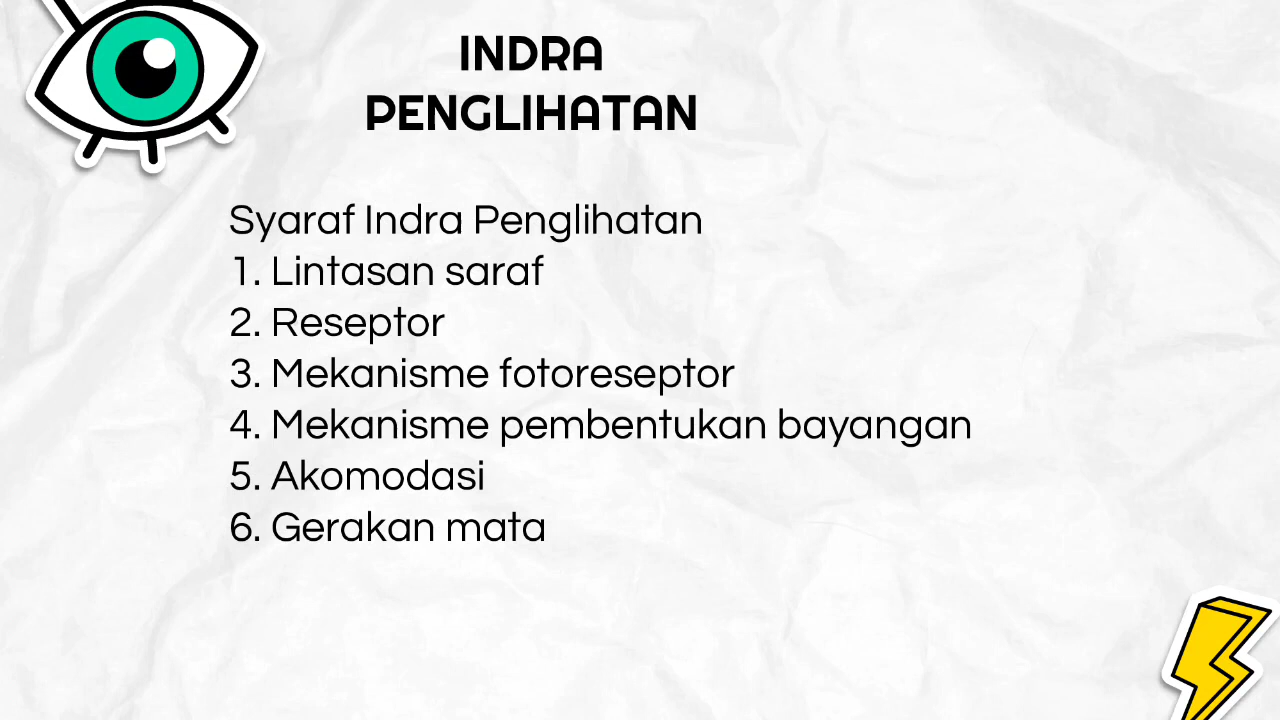 INDRA
PENGLIHATAN
Syaraf Indra Penglihatan
1. Lintasan saraf
2. Reseptor
3. Mekanisme fotoreseptor
4. Mekanisme pembentukan bayangan
5. Akomodasi
6. Gerakan mata